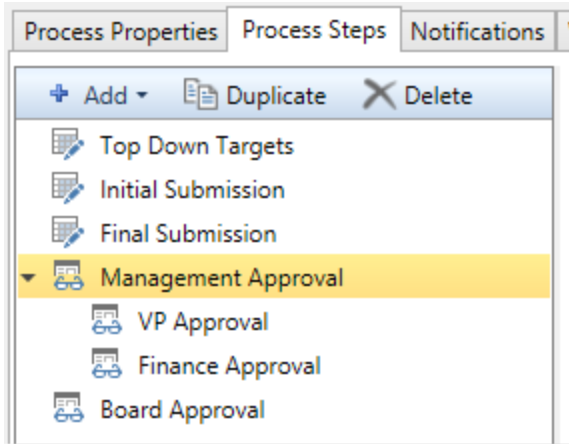 Process Properties Process Steps Notifications
Add Duplicate Delete
Top Down Targets
Initial Submission
Final Submission
Management Approval
VP Approval
Finance Approval
Board Approval